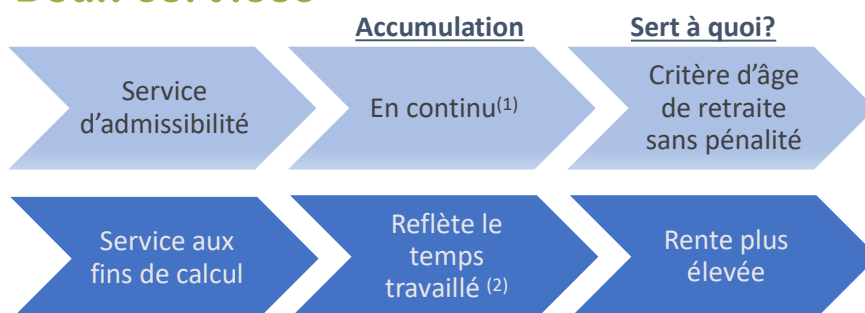 Accumulation
Sert à quoi?
Service
d'admissibilité
En continu(1)
Critère d'âge
de retraite
sans pénalité
Service aux
fins de calcul
Reflète le
temps
travaillé (2)
Rente plus
élevée